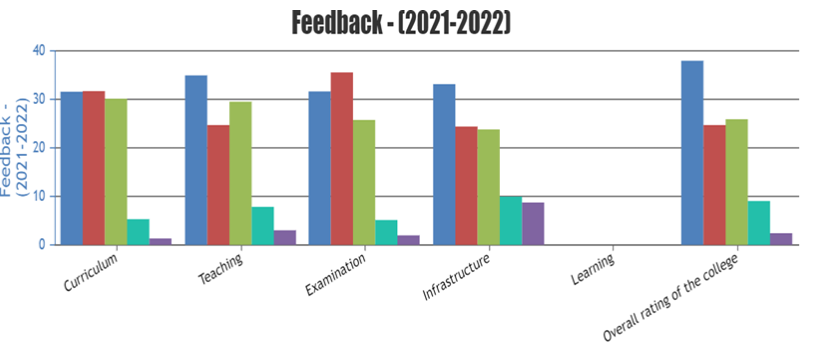 Feedback - (2021-2022)
Feedback -
(2021-2022)
40
30
20
10
0
Curriculum
Teaching
Examination
Infrastructure
Learning
Overall rating of the college